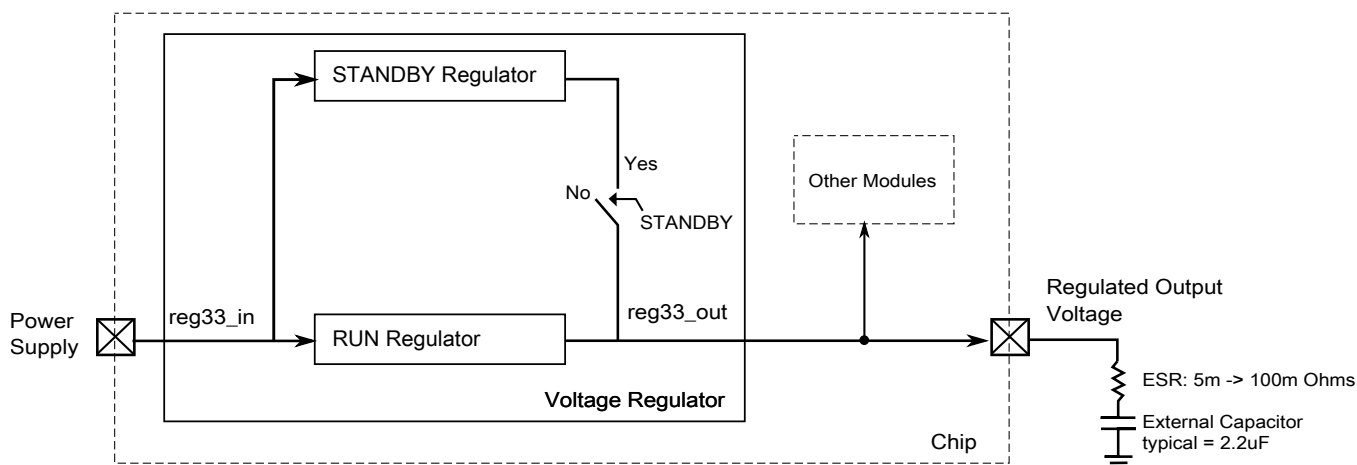 STANDBY Regulator
Yes
No
STANDBY
Other Modules
Power
Supply
reg33_in
RUN Regulator
reg33_out
Regulated Output
Voltage
ESR: 5m -> 100m Ohms
Voltage Regulator
External Capacitor
typical = 2.2uF
Chip